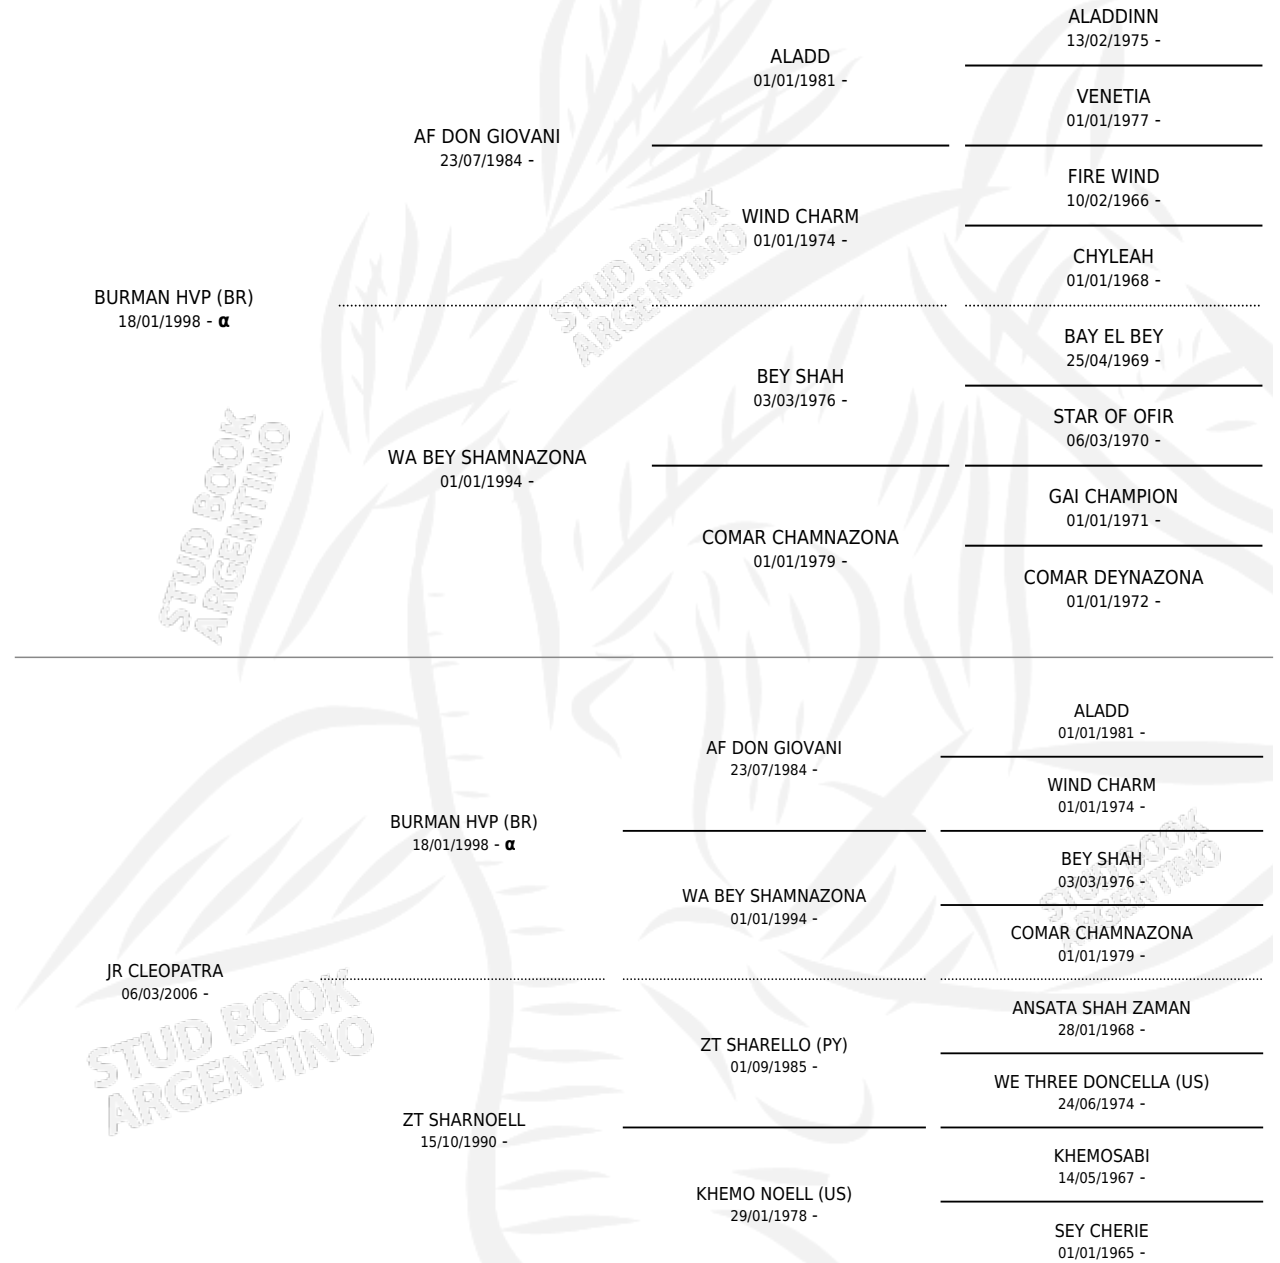 ALADDINN
13/02/1975 -
ALADD
01/01/1981 -
VENETIA
01/01/1977 -
AF DON GIOVANI
23/07/1984 -
FIRE WIND
10/02/1966 -
WIND CHARM
01/01/1974 -
CHYLEAH
01/01/1968 -
BURMAN HVP (BR)
18/01/1998 - α
BAY EL BEY
25/04/1969 -
BEY SHAH
03/03/1976 -
STAR OF OFIR
06/03/1970 -
WA BEY SHAMNAZONA
01/01/1994 -
GAI CHAMPION
01/01/1971 -
COMAR CHAMNAZONA
01/01/1979 -
COMAR DEYNAZONA
01/01/1972 -
STUD BOOK
ARGENTINO
STUD BOOK
ARGENTINO
ALADD
01/01/1981 -
AF DON GIOVANI
23/07/1984 -
WIND CHARM
01/01/1974 -
BURMAN HVP (BR)
18/01/1998 - α
BEY SHAH
03/03/1976 -
WA BEY SHAMNAZONA
01/01/1994 -
COMAR CHAMNAZONA
01/01/1979 -
JR CLEOPATRA
06/03/2006 -
ANSATA SHAH ZAMAN
28/01/1968 -
ZT SHARELLO (PY)
01/09/1985 -
WE THREE DONCELLA (US)
24/06/1974 -
ZT SHARNOELL
15/10/1990 -
KHEMOSABI
14/05/1967 -
KHEMO NOELL (US)
29/01/1978 -
SEY CHERIE
01/01/1965 -
STUD BOOK
ARGENTINO
STUD BOOK
ARGENTINO